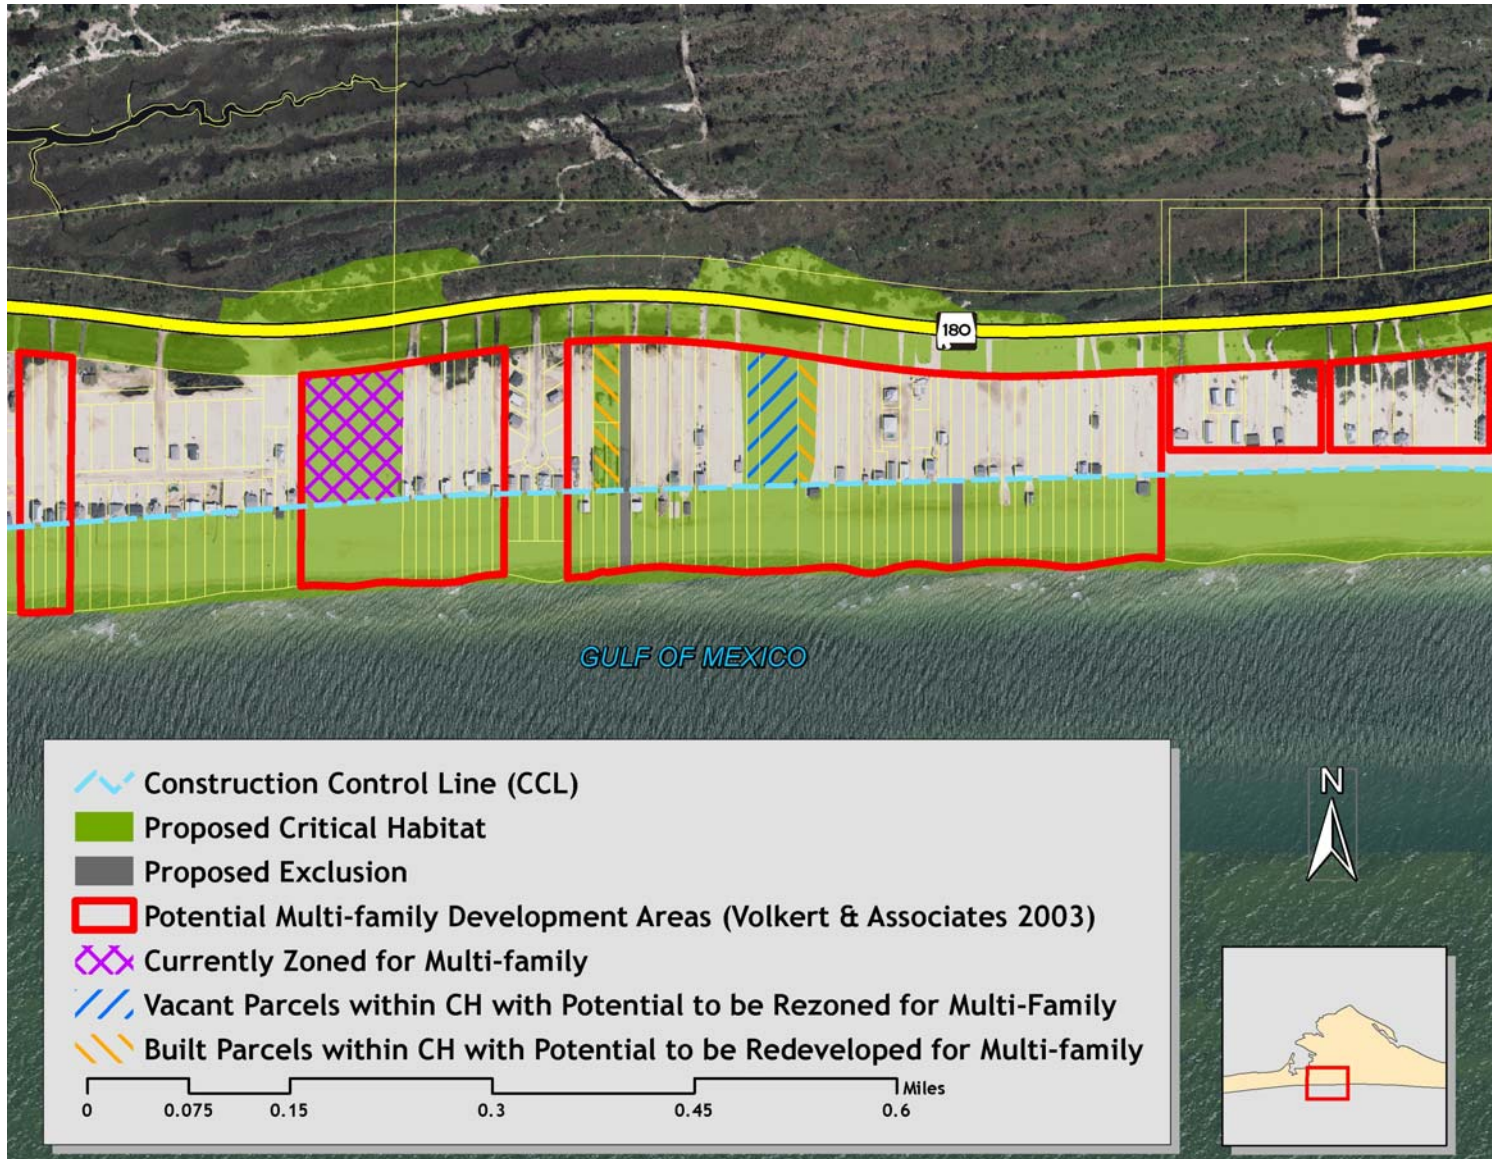 180
GULF OF MEXICO
Construction Control Line (CCL)
Proposed Critical Habitat
Proposed Exclusion
Potential Multi-family Development Areas (Volkert & Associates 2003)
Currently Zoned for Multi-family
Vacant Parcels within CH with Potential to be Rezoned for Multi-Family
Built Parcels within CH with Potential to be Redeveloped for Multi-family
Miles
0 0.075 0.15 0.3 0.45 0.6
N